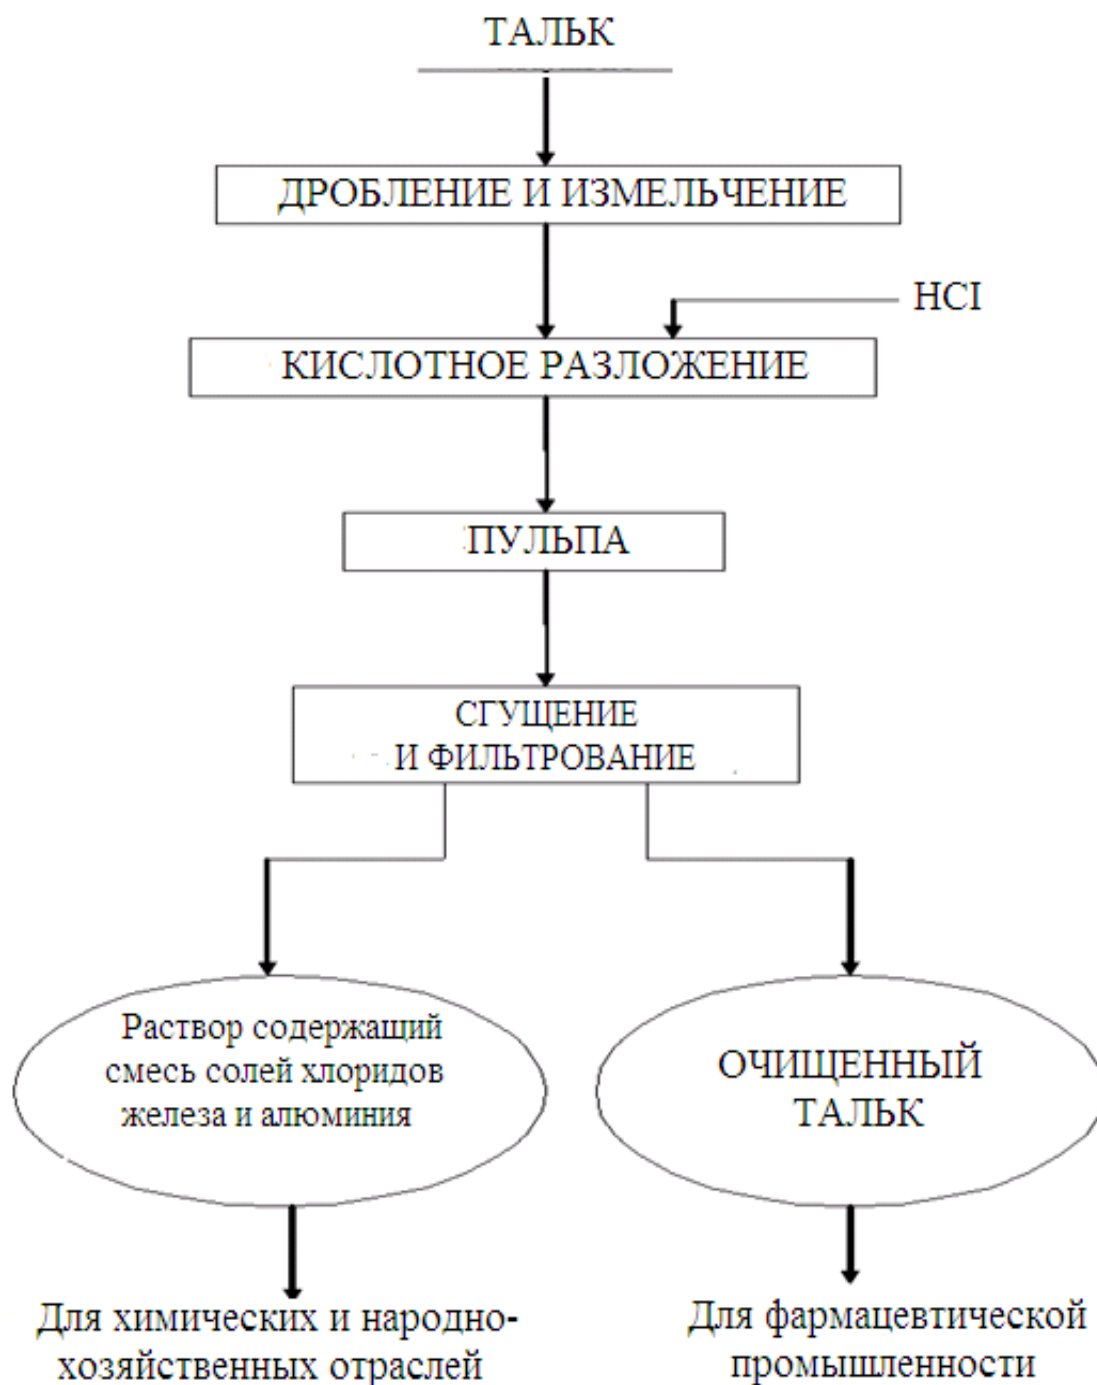 ТАЛЬК
ДРОБЛЕНИЕ И ИЗМЕЛЬЧЕНИЕ
HCI
КИСЛОТНОЕ РАЗЛОЖЕНИЕ
ПУЛЬПА
СГУЩЕНИЕ
И ФИЛЬТРОВАНИЕ
Раствор содержащий
смесь солей хлоридов
железа и алюминия
ОЧИЩЕННЫЙ
ТАЛЬК
Для химических и народно-
хозяйственных отраслей
Для фармацевтической
промышленности